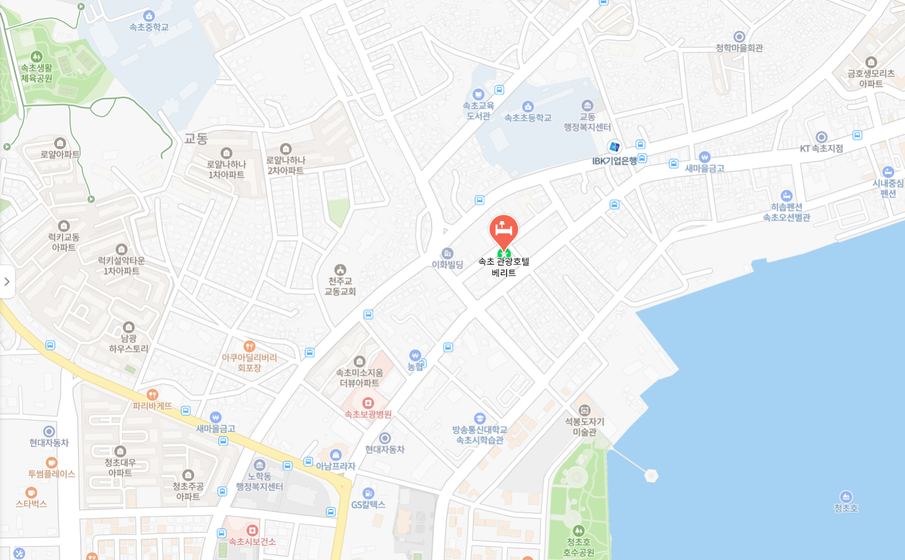 속초중학교
청학마을회관
속초생활
체육공원
금호생모리츠
아파트
속초교육
도서관
속초초등학교
교동
행정복지센터
교동
KT 속초지점
로얄아파트
로얄나하나
1차아파트
로얄나하나
2차아파트
IBK기업은행
새마을금고
시내중심
펜션
히솝펜션
속초오션별관
럭키교동
아파트
럭키설악타운
1차아파트
이화빌딩
속초 관광호텔
베리트
천주교
교동교회
남광
하우스토리
아쿠아딜리버리
회포장
농협
속초미소지움
더뷰아파트
파리바게뜨
속초보광병원
새마을금고
방송통신대학교
속초시학습관
석봉도자기
미술관
현대자동차
현대자동차
청초대우
아파트
아남프라자
투썸플레이스
노학동
행정복지센터
청초주공
아파트
스타벅스
GS칼텍스
청초호
속초시보건소
청초호
호수공원